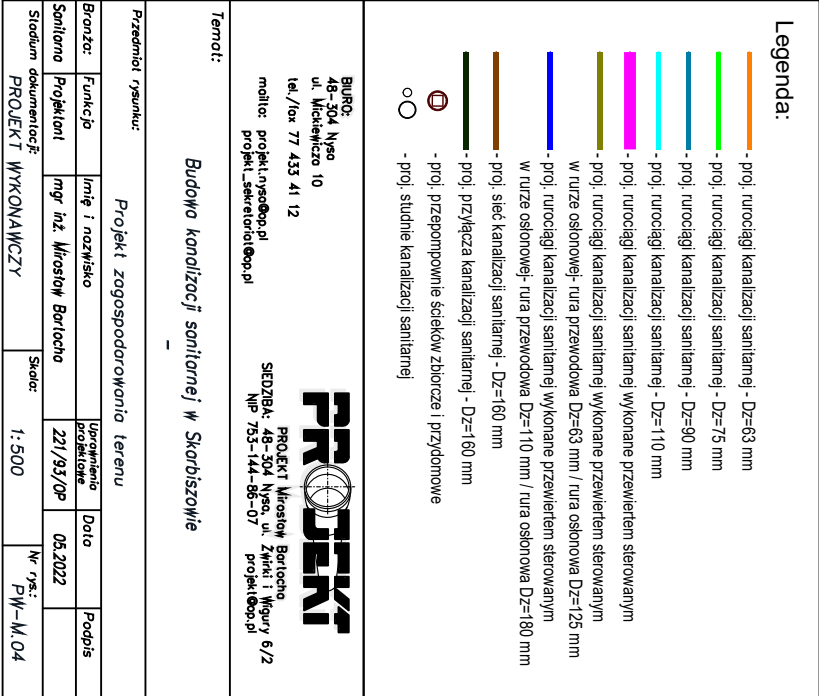 Legenda:
- proj. rurociągi kanalizacji sanitarnej - Dz=63 mm
- proj. rurociągi kanalizacji sanitarnej - Dz=75 mm
- proj. rurociągi kanalizacji sanitarnej - Dz=90 mm
- proj. rurociągi kanalizacji sanitarnej - Dz=110 mm
- proj. rurociągi kanalizacji sanitarnej wykonane przewiertem sterowanym
- proj. rurociągi kanalizacji sanitarnej wykonane przewiertem sterowanym
w rurze osłonowej- rura przewodowa Dz=63 mm / rura osłonowa Dz=125 mm
- proj. rurociągi kanalizacji sanitarnej wykonane przewiertem sterowanym
w rurze osłonowej- rura przewodowa Dz=110 mm / rura osłonowa Dz=180 mm
- proj. sieć kanalizacji sanitarnej - Dz=160 mm
- proj. przyłącza kanalizacji sanitarnej - Dz=160 mm
- proj. przepompownie ścieków zbiorcze i przydomowe
- proj. studnie kanalizacji sanitarnej
BIURO:
48-304 Nysa
ul. Mickiewicza 10
tel./fax 77 433 41 12
mailto: projekt.nysa@op.pl
projekt_sekretariat@op.pl
PROJEKT
PROJEKT Mirosław Bartocha
SIEDZIBA: 48-304 Nysa, ul. Żwirki i Wigury 6/2
NIP 753-144-86-07 projekt@op.pl
Temat:
Budowa kanalizacji sanitarnej w Skarbiszowie
-
Przedmiot rysunku:
Projekt zagospodarowania terenu
Branża: Funkcja Imię i nazwisko Uprawnienia projektowe Data Podpis
Sanitarna Projektant mgr inż. Mirosław Bartocha 221/93/OP 05.2022
Stadium dokumentacji: Skala: Nr rys.:
PROJEKT WYKONAWCZY 1:500 PW-M.04